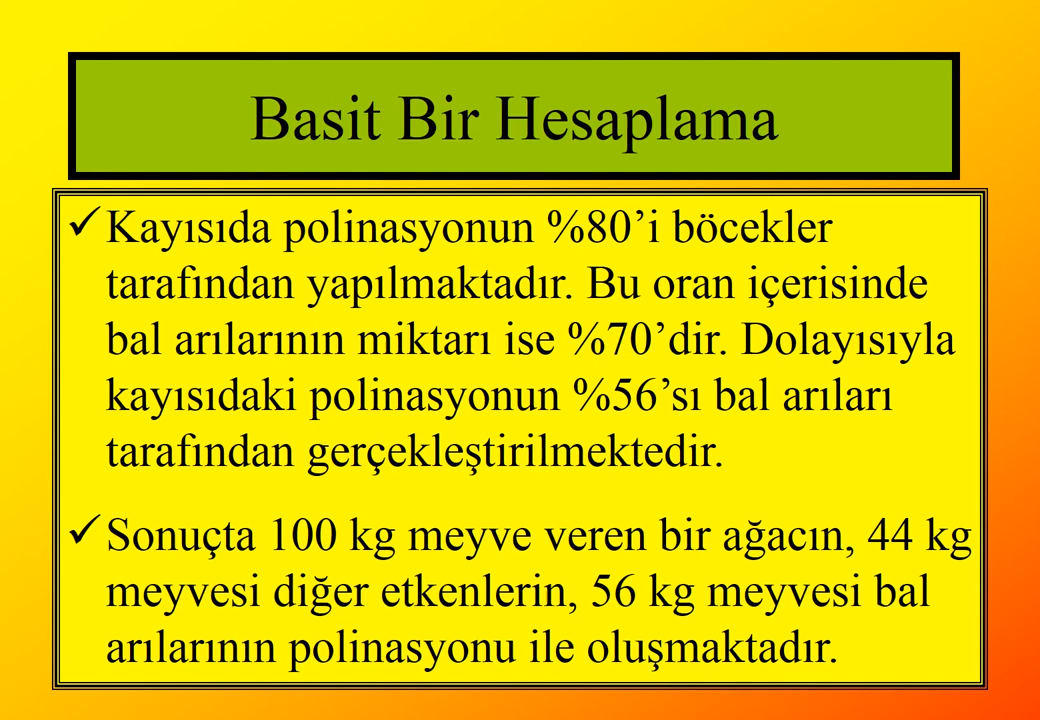 Basit Bir Hesaplama
✓ Kayısıda polinasyonun %80’i böcekler
tarafından yapılmaktadır. Bu oran içerisinde
bal arılarının miktarı ise %70’dir. Dolayısıyla
kayısıdaki polinasyonun %56’sı bal arıları
tarafından gerçekleştirilmektedir.
✓ Sonuçta 100 kg meyve veren bir ağacın, 44 kg
meyvesi diğer etkenlerin, 56 kg meyvesi bal
arılarının polinasyonu ile oluşmaktadır.